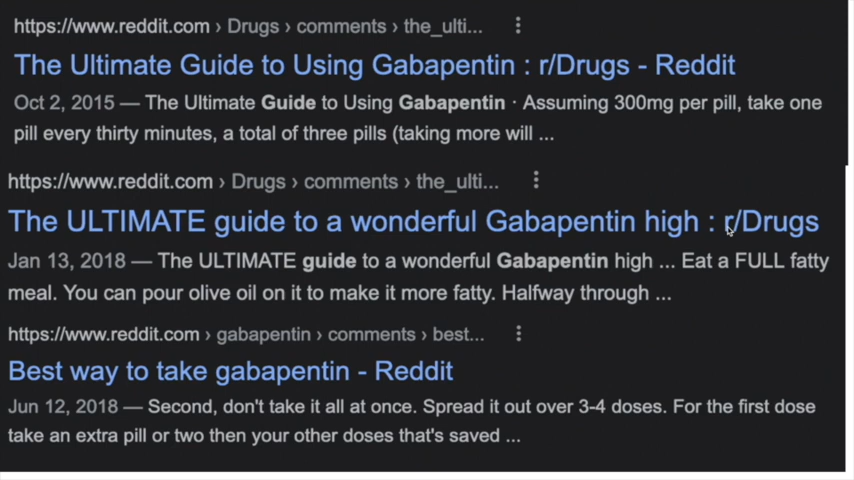 https://www.reddit.com › Drugs › comments › the_ulti...
The Ultimate Guide to Using Gabapentin : r/Drugs - Reddit
Oct 2, 2015 — The Ultimate Guide to Using Gabapentin · Assuming 300mg per pill, take one
pill every thirty minutes, a total of three pills (taking more will ...
https://www.reddit.com › Drugs › comments › the_ulti...
The ULTIMATE guide to a wonderful Gabapentin high : r/Drugs
Jan 13, 2018 — The ULTIMATE guide to a wonderful Gabapentin high ... Eat a FULL fatty
meal. You can pour olive oil on it to make it more fatty. Halfway through ...
https://www.reddit.com › gabapentin › comments › best...
Best way to take gabapentin - Reddit
Jun 12, 2018 — Second, don't take it all at once. Spread it out over 3-4 doses. For the first dose
take an extra pill or two then your other doses that's saved ...